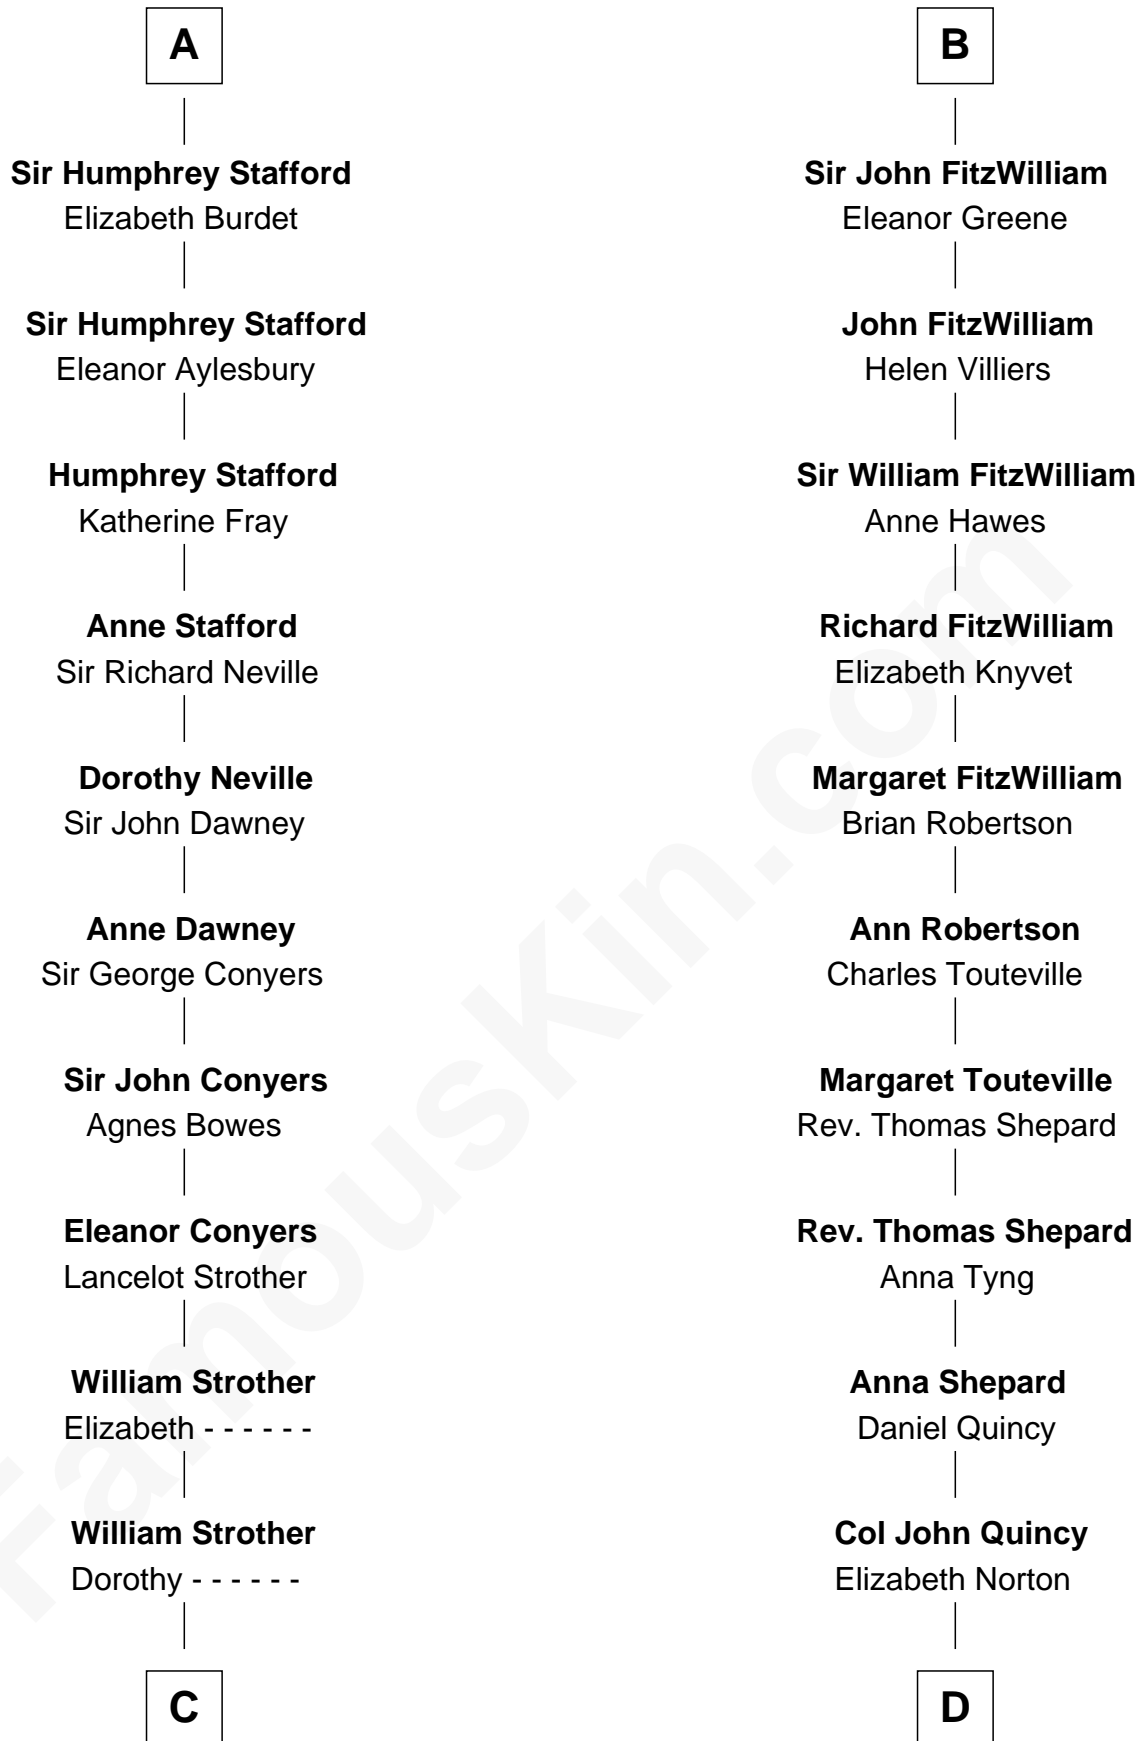 A
Sir Humphrey Stafford
Elizabeth Burdet
Sir Humphrey Stafford
Eleanor Aylesbury
Humphrey Stafford
Katherine Fray
Anne Stafford
Sir Richard Neville
Dorothy Neville
Sir John Dawney
Anne Dawney
Sir George Conyers
Sir John Conyers
Agnes Bowes
Eleanor Conyers
Lancelot Strother
William Strother
Elizabeth - - - - - -
William Strother
Dorothy - - - - - -
C
B
Sir John FitzWilliam
Eleanor Greene
John FitzWilliam
Helen Villiers
Sir William FitzWilliam
Anne Hawes
Richard FitzWilliam
Elizabeth Knyvet
Margaret FitzWilliam
Brian Robertson
Ann Robertson
Charles Touteville
Margaret Touteville
Rev. Thomas Shepard
Rev. Thomas Shepard
Anna Tyng
Anna Shepard
Daniel Quincy
Col John Quincy
Elizabeth Norton
D
FamousKin.com